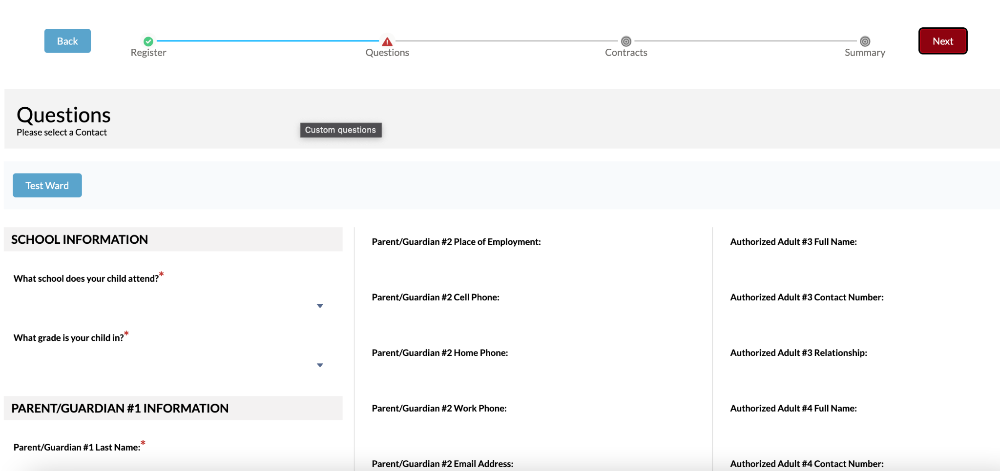 Back
Register
Questions
Contracts
Summary
Next
Questions
Please select a Contact
Custom questions
Test Ward
SCHOOL INFORMATION
What school does your child attend?*
What grade is your child in?*
PARENT/GUARDIAN #1 INFORMATION
Parent/Guardian #1 Last Name:*
Parent/Guardian #2 Place of Employment:
Parent/Guardian #2 Cell Phone:
Parent/Guardian #2 Home Phone:
Parent/Guardian #2 Work Phone:
Parent/Guardian #2 Email Address:
Authorized Adult #3 Full Name:
Authorized Adult #3 Contact Number:
Authorized Adult #3 Relationship:
Authorized Adult #4 Full Name:
Authorized Adult #4 Contact Number: